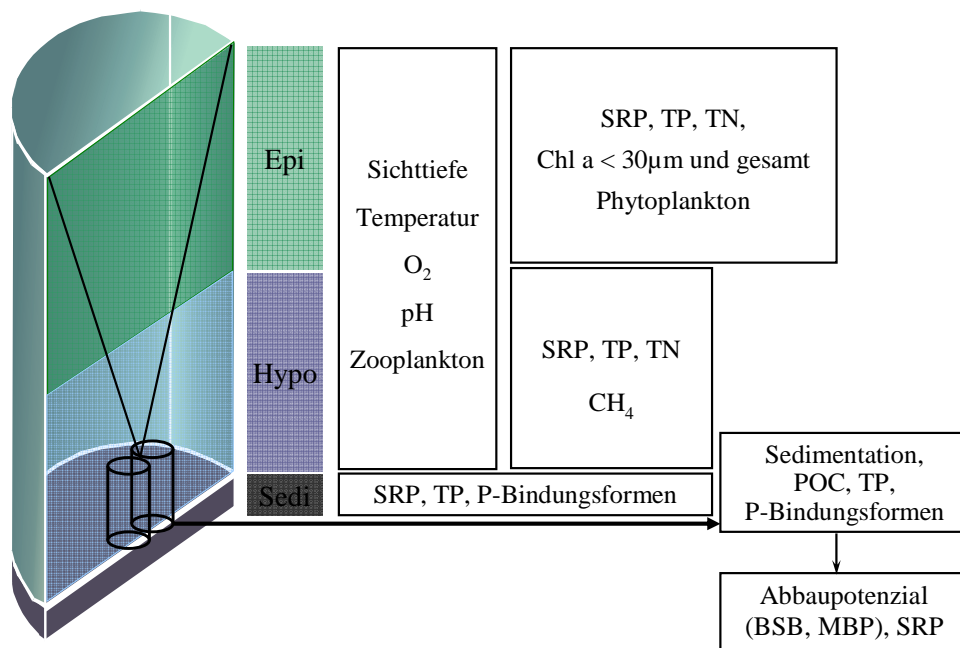 Epi
Hypo
Sedi
Sichttiefe
Temperatur
O₂
pH
Zooplankton
SRP, TP, TN,
Chl a < 30µm und gesamt
Phytoplankton
SRP, TP, TN
CH₄
SRP, TP, P-Bindungsformen
Sedimentation,
POC, TP,
P-Bindungsformen
Abbaupotenzial
(BSB, MBP), SRP